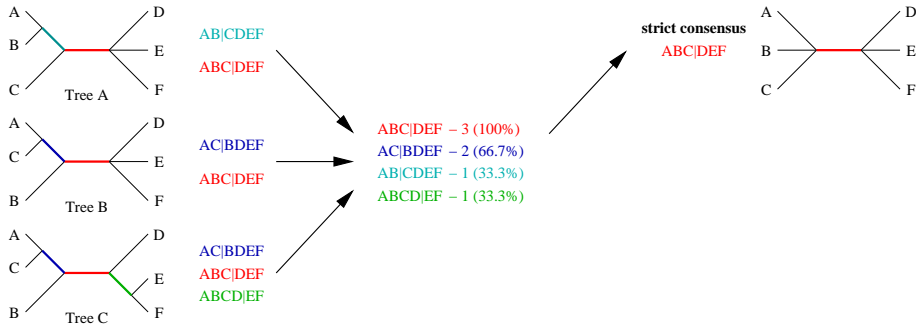 A
B
C
D
E
F
Tree A
AB|CDEF
ABC|DEF
A
C
B
D
E
F
Tree B
AC|BDEF
ABC|DEF
A
C
B
D
E
F
Tree C
AC|BDEF
ABC|DEF
ABCD|EF
ABC|DEF – 3 (100%)
AC|BDEF – 2 (66.7%)
AB|CDEF – 1 (33.3%)
ABCD|EF – 1 (33.3%)
strict consensus
ABC|DEF
A
B
C
D
E
F